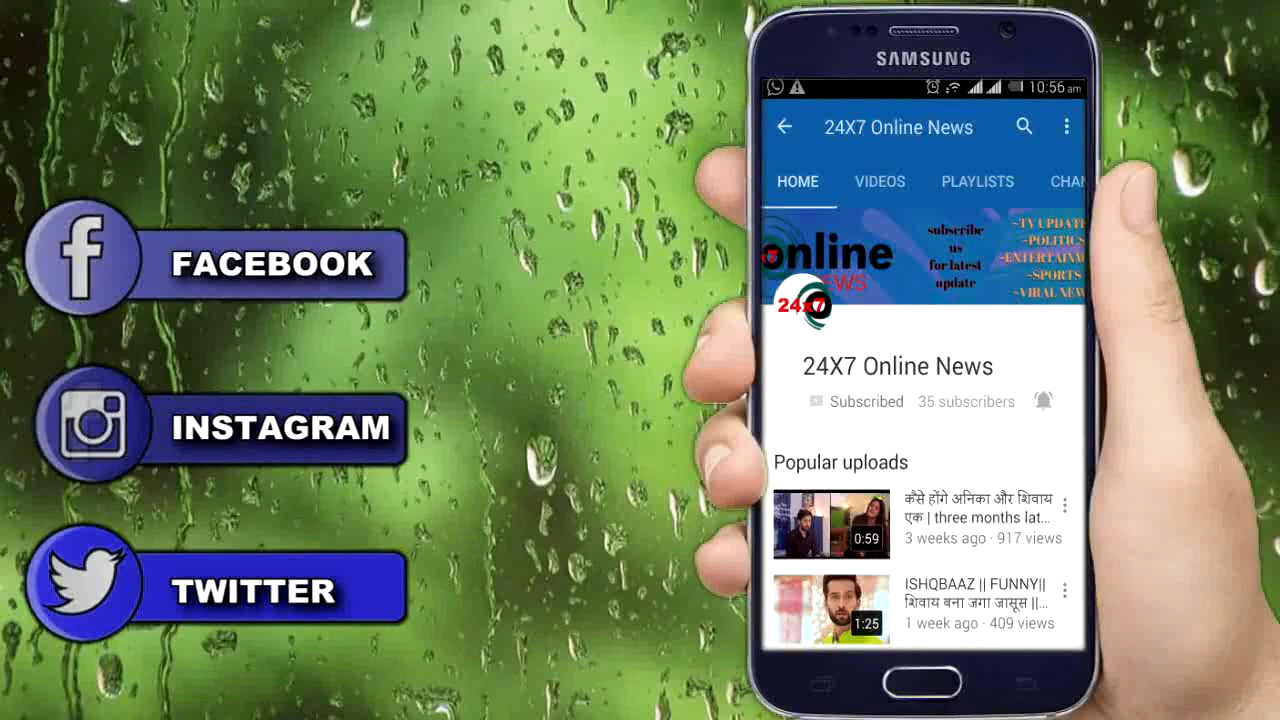 FACEBOOK
INSTAGRAM
TWITTER
SAMSUNG
10:56 am
24X7 Online News
HOME VIDEOS PLAYLISTS CHAN
online
NEWS
subscribe
us
for latest
update
~TV UPDATE
~POLITICS
~ENTERTAINM
~SPORTS
~VIRAL NEW
24x7
24X7 Online News
Subscribed 35 subscribers
Popular uploads
0:59
कैसे होंगे अनिका और शिवाय
एक | three months lat...
3 weeks ago · 917 views
1:25
ISHQBAAZ || FUNNY||
शिवाय बना जगा जासूस ||...
1 week ago · 409 views